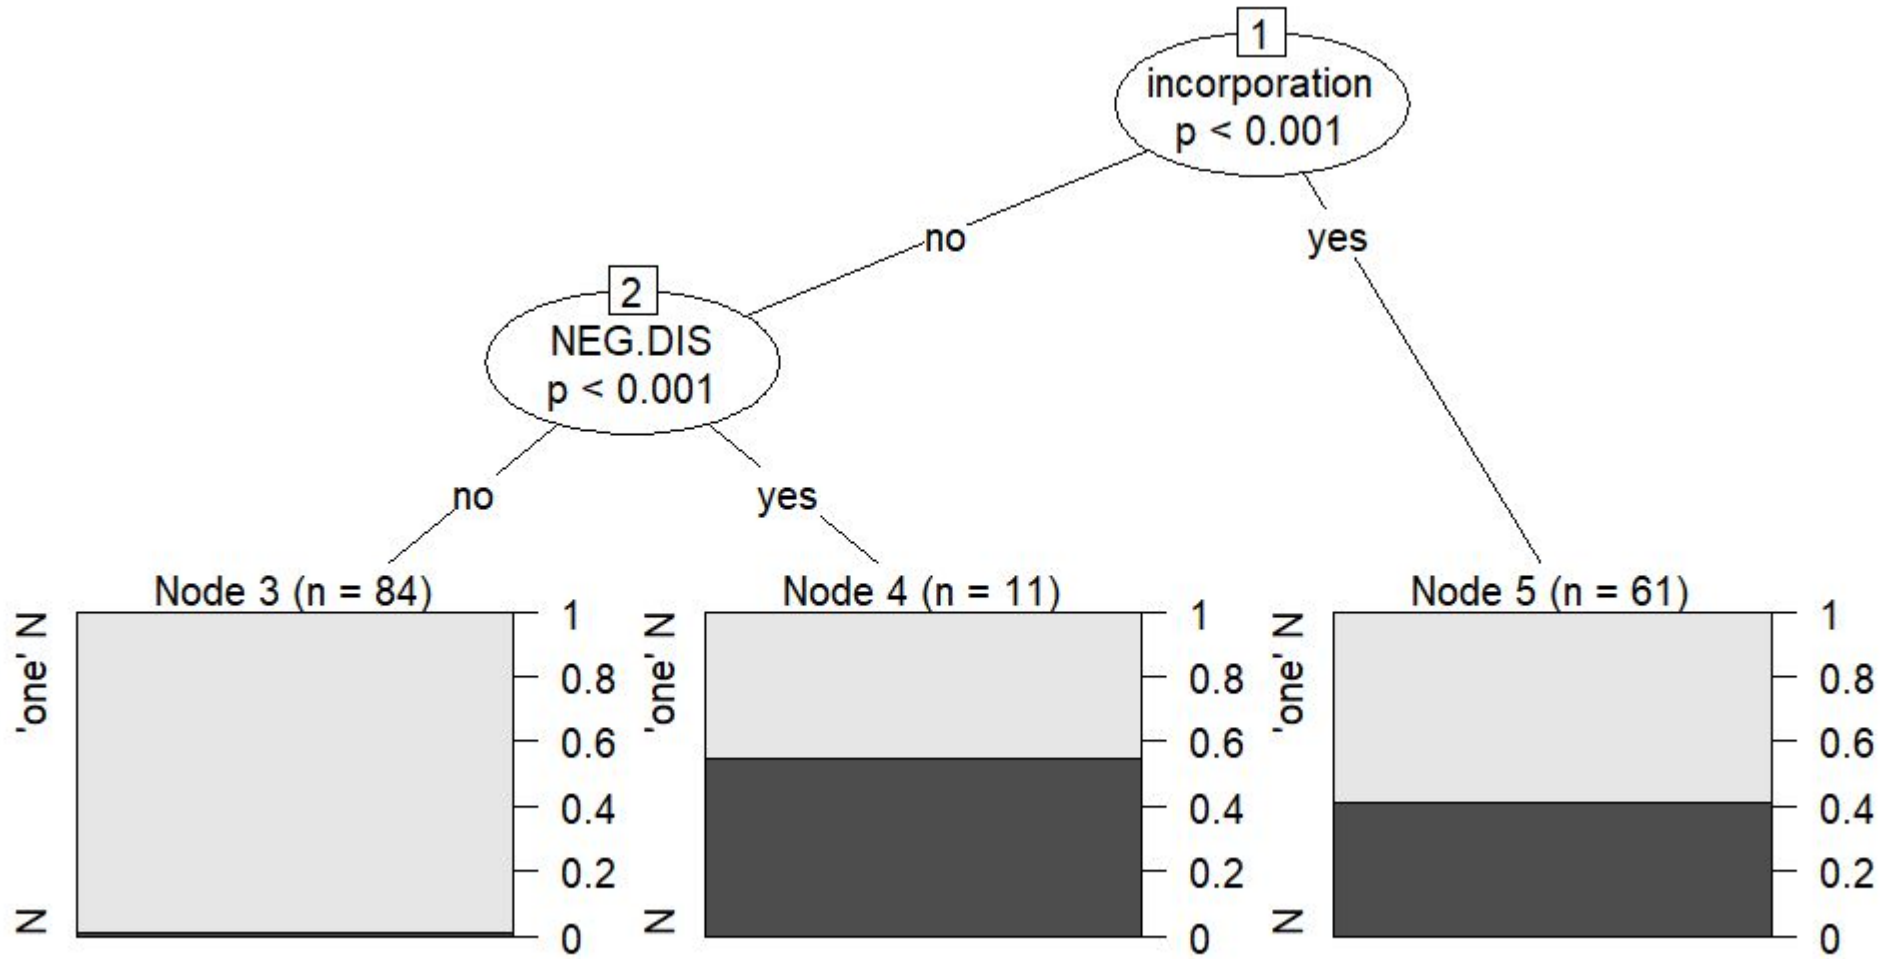 1
incorporation
p < 0.001
no
yes
2
NEG.DIS
p < 0.001
no
yes
Node 3 (n = 84)
'one' N
N
1
0.8
0.6
0.4
0.2
0
Node 4 (n = 11)
'one' N
N
1
0.8
0.6
0.4
0.2
0
Node 5 (n = 61)
'one' N
N
1
0.8
0.6
0.4
0.2
0